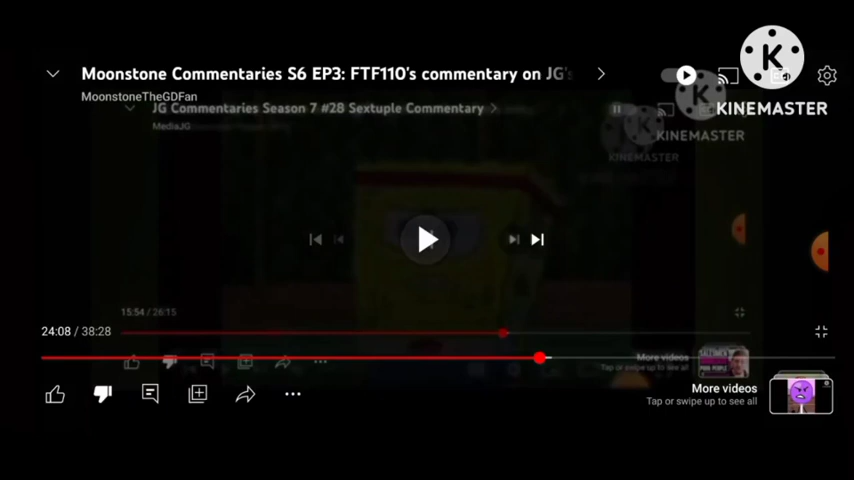 Moonstone Commentaries S6 EP3: FTF110's commentary on JG's
MoonstoneTheGDFan
JG Commentaries Season 7 #28 Sextuple Commentary
MediaJG
KINEMASTER
KINEMASTER
KINEMASTER
15:54 / 26:15
24:08 / 38:28
More videos
Tap or swipe up to see all
More videos
Tap or swipe up to see all